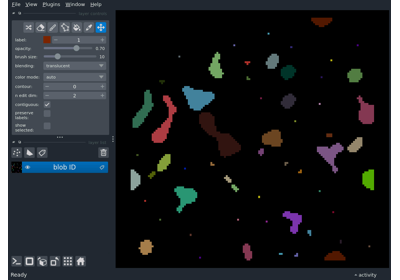 File View Plugins Window Help
label: 1
opacity: 0.70
brush size: 10
blending: translucent
color mode: auto
contour: 0
n edit dim: 2
contiguous: ✓
preserve labels:
show selected:
blob ID
Ready
activity